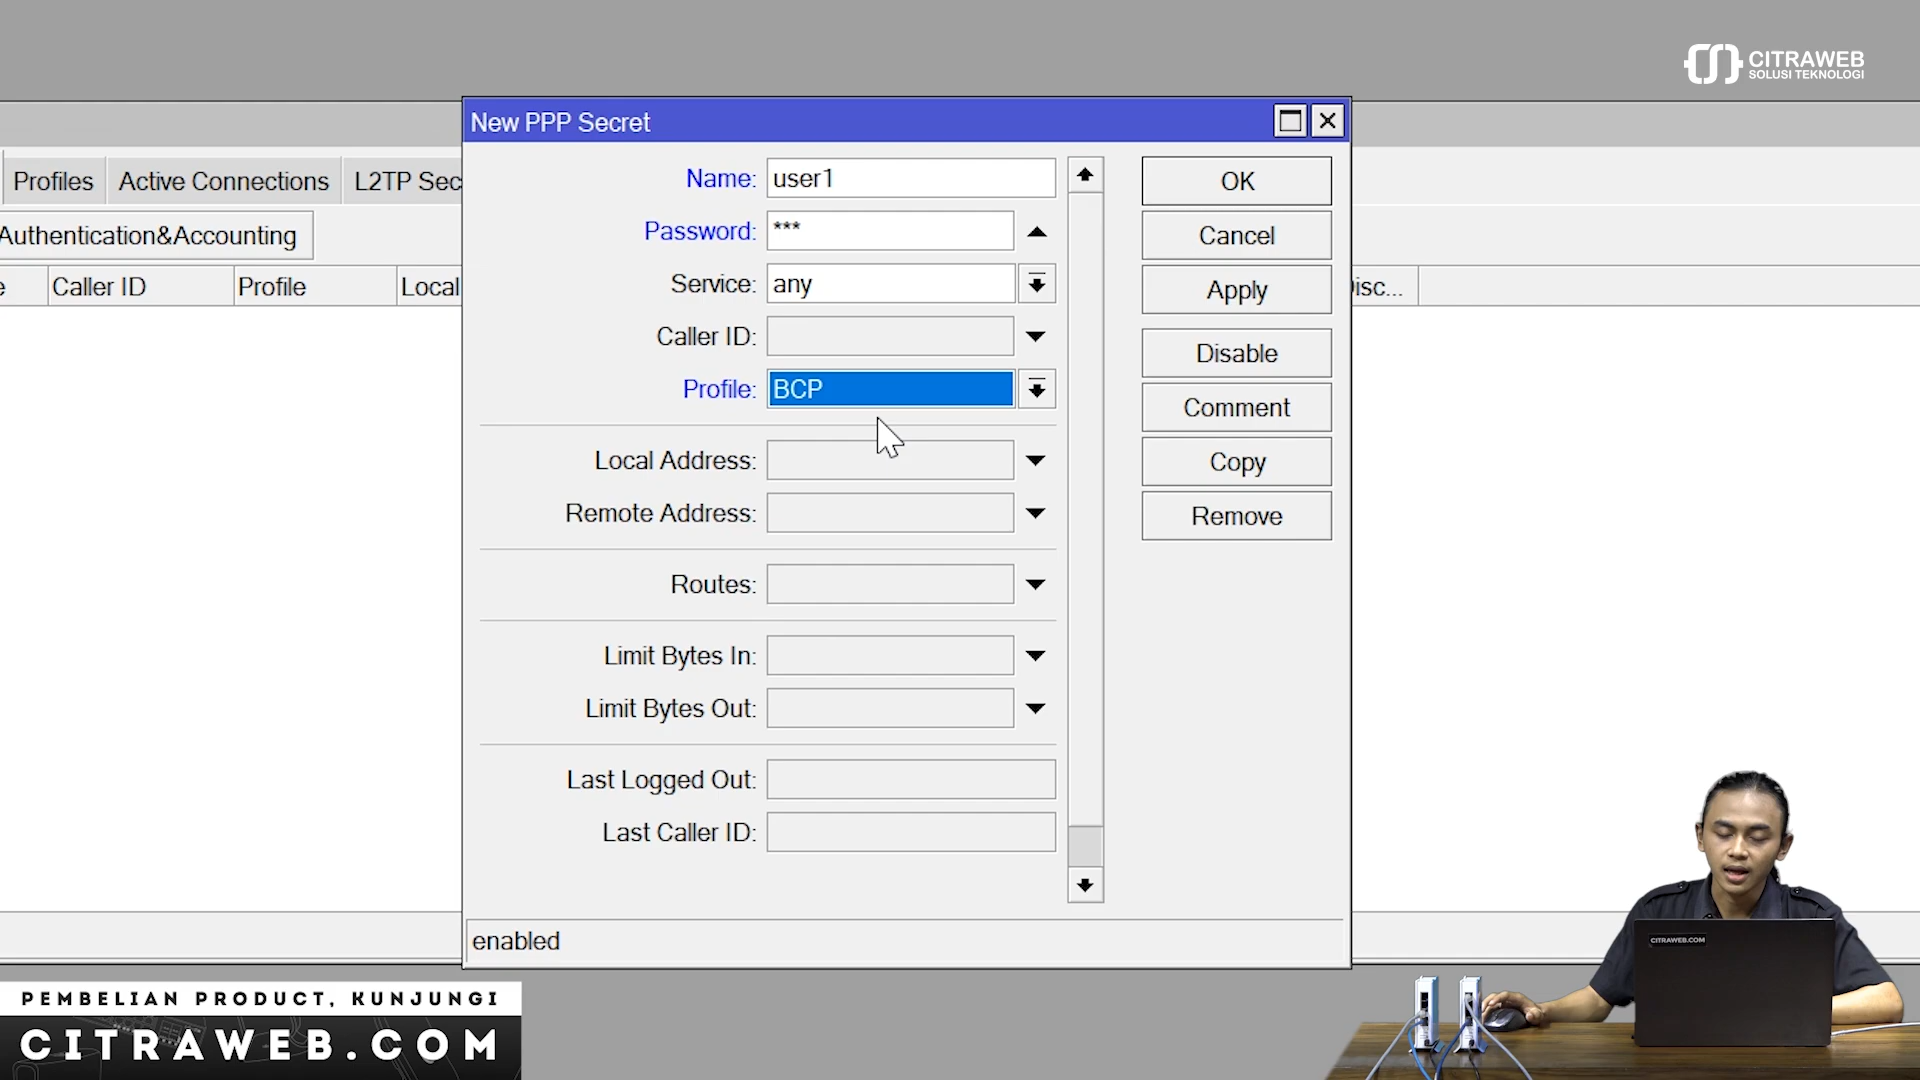 CITRAWEB
SOLUSI TEKNOLOGI
New PPP Secret
Profiles
Active Connections
L2TP Sec
Authentication&Accounting
Caller ID
Profile
Local
isc...
Name: user1
Password: ***
Service: any
Caller ID:
Profile: BCP
Local Address:
Remote Address:
Routes:
Limit Bytes In:
Limit Bytes Out:
Last Logged Out:
Last Caller ID:
enabled
OK
Cancel
Apply
Disable
Comment
Copy
Remove
PEMBELIAN PRODUCT, KUNJUNGI
CITRAWEB.COM
CITRAWEB.COM